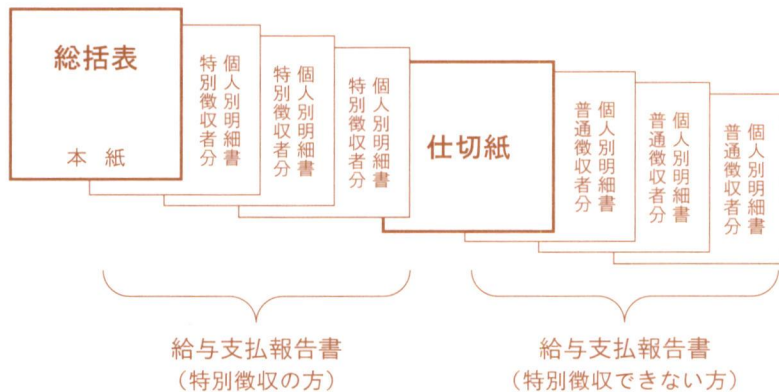 総括表
本紙
個人別明細書
特別徴収者分
個人別明細書
特別徴収者分
個人別明細書
特別徴収者分
仕切紙
個人別明細書
普通徴収者分
個人別明細書
普通徴収者分
個人別明細書
普通徴収者分
給与支払報告書
（特別徴収の方）
給与支払報告書
（特別徴収できない方）